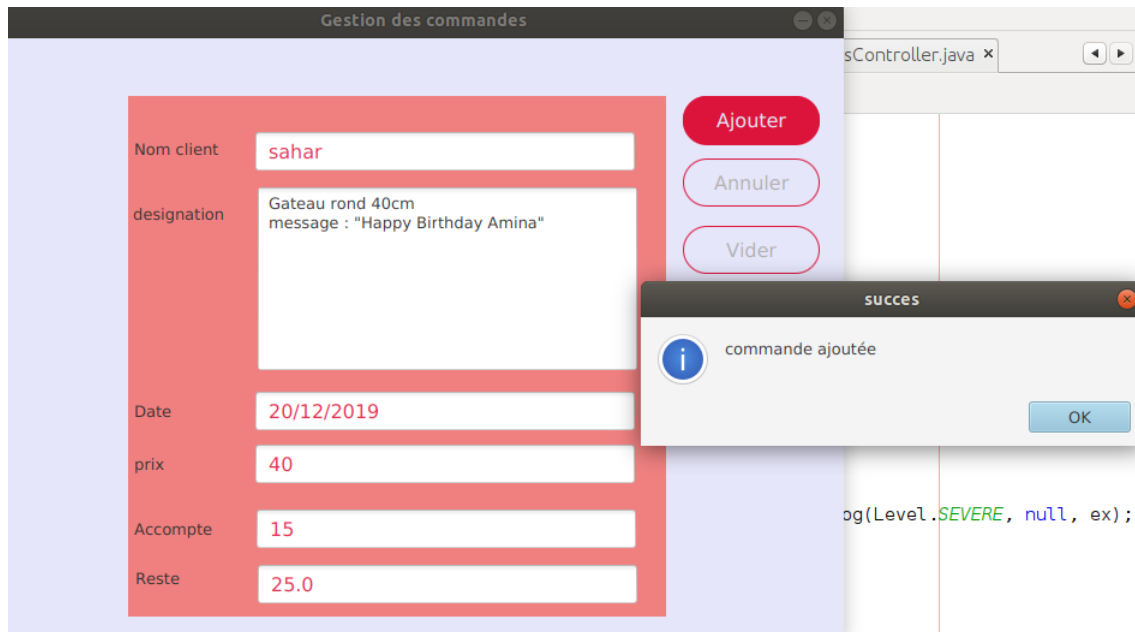 Gestion des commandes
sController.java ×
Ajouter
Nom client
sahar
Annuler
designation
Gateau rond 40cm
message : "Happy Birthday Amina"
Vider
succes
commande ajoutée
OK
Date
20/12/2019
prix
40
Accompte
15
og(Level.SEVERE, null, ex);
Reste
25.0